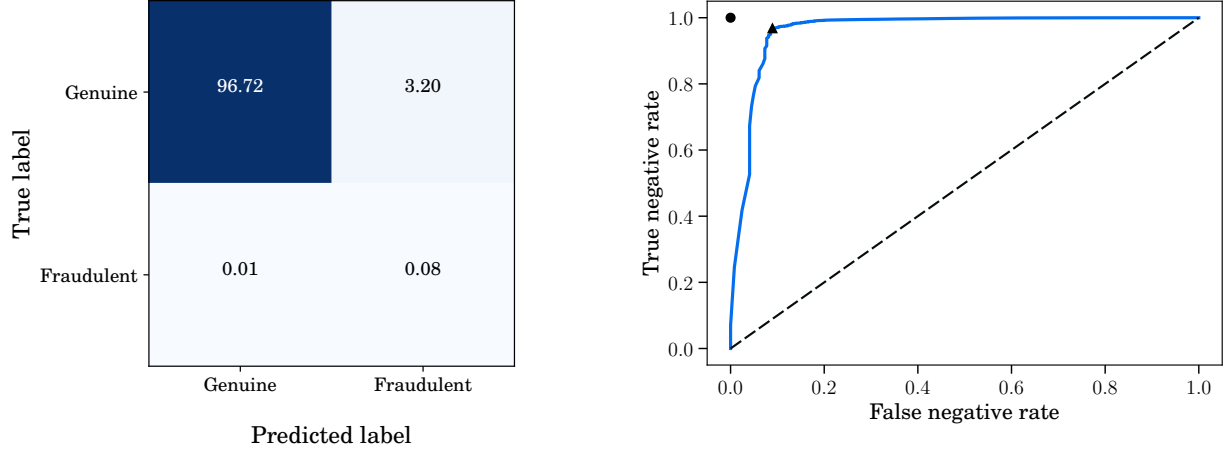 True label
Genuine
Fraudulent
96.72
3.20
0.01
0.08
Genuine
Fraudulent
Predicted label
True negative rate
1.0
0.8
0.6
0.4
0.2
0.0
0.0
0.2
0.4
0.6
0.8
1.0
False negative rate